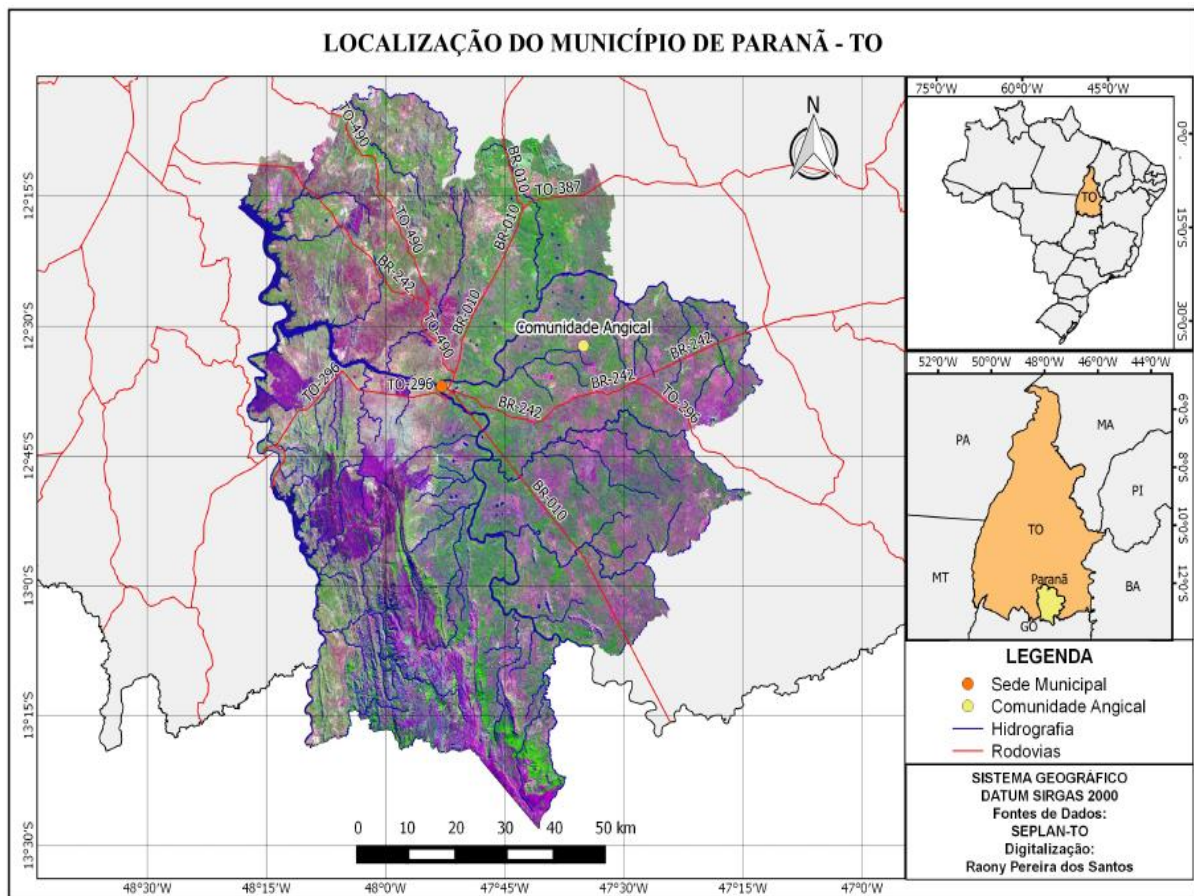 LOCALIZAÇÃO DO MUNICÍPIO DE PARANÃ - TO
75°0'W 60°0'W 45°0'W
0°0'
15°0'S
30°0'S
TO
N
TO-490
BR-010
TO-387
TO-490
BR-010
BR-242
TO-490
BR-010
Comunidade Angical
BR-242
TO-296
TO-296
BR-242
BR-242
TO-296
BR-010
12°15'S
12°30'S
12°45'S
13°0'S
13°15'S
13°30'S
0 10 20 30 40 50 km
48°30'W 48°15'W 48°0'W 47°45'W 47°30'W 47°15'W 47°0'W
52°0'W 50°0'W 48°0'W 46°0'W 44°0'W
6°0'S
8°0'S
10°0'S
12°0'S
PA
MA
PI
TO
MT
Paranã
BA
GO
LEGENDA
Sede Municipal
Comunidade Angical
Hidrografia
Rodovias
SISTEMA GEOGRÁFICO
DATUM SIRGAS 2000
Fontes de Dados:
SEPLAN-TO
Digitalização:
Raony Pereira dos Santos